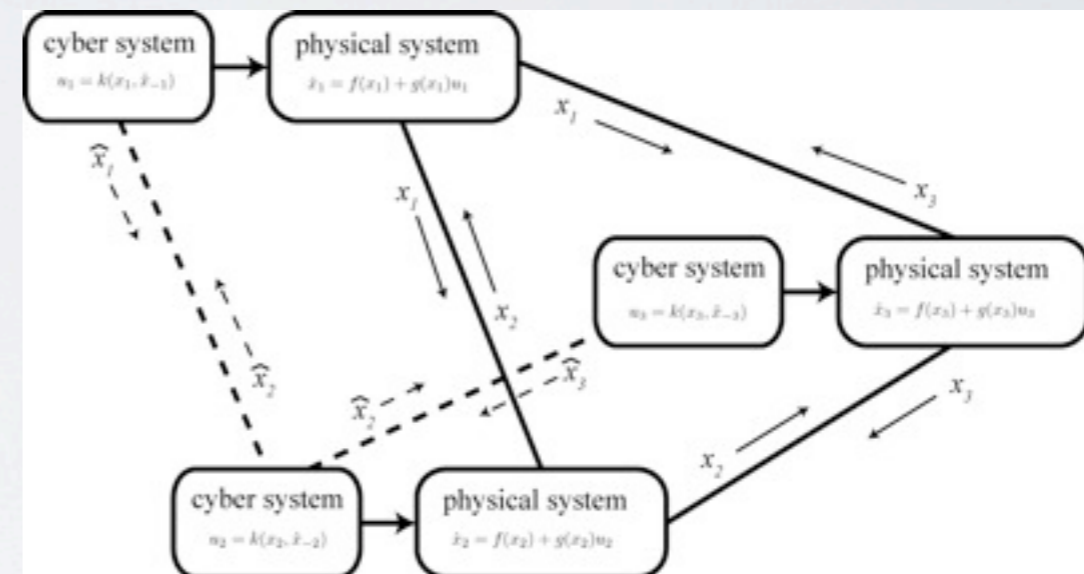 cyber system
u₁ = k(x₁, x̂₋₁)
physical system
ẋ₁ = f(x₁) + g(x₁)u₁
x₁
x₃
x̂₁
x₁
cyber system
u₃ = k(x₃, x̂₋₃)
physical system
ẋ₃ = f(x₃) + g(x₃)u₃
x₂
x̂₂
x̂₃
x̂₂
x₃
x₂
cyber system
u₂ = k(x₂, x̂₋₂)
physical system
ẋ₂ = f(x₂) + g(x₂)u₂